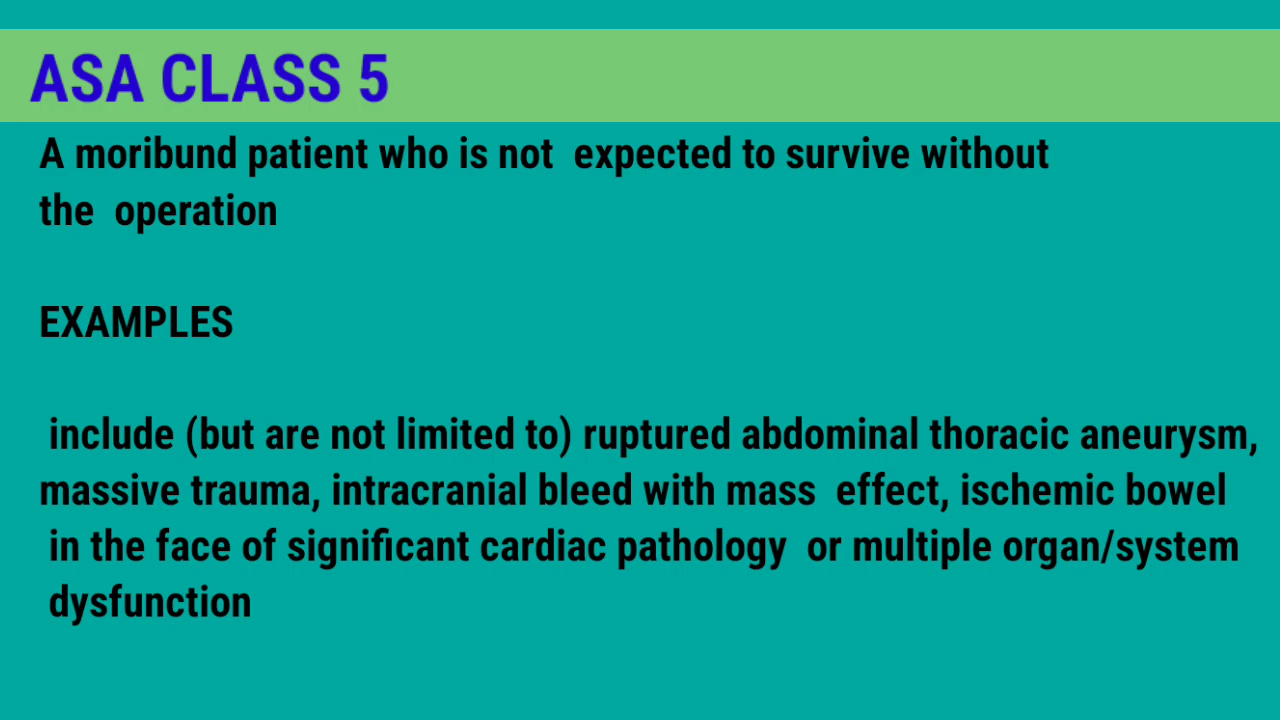 ASA CLASS 5
A moribund patient who is not expected to survive without
the operation
EXAMPLES
include (but are not limited to) ruptured abdominal thoracic aneurysm,
massive trauma, intracranial bleed with mass effect, ischemic bowel
in the face of significant cardiac pathology or multiple organ/system
dysfunction